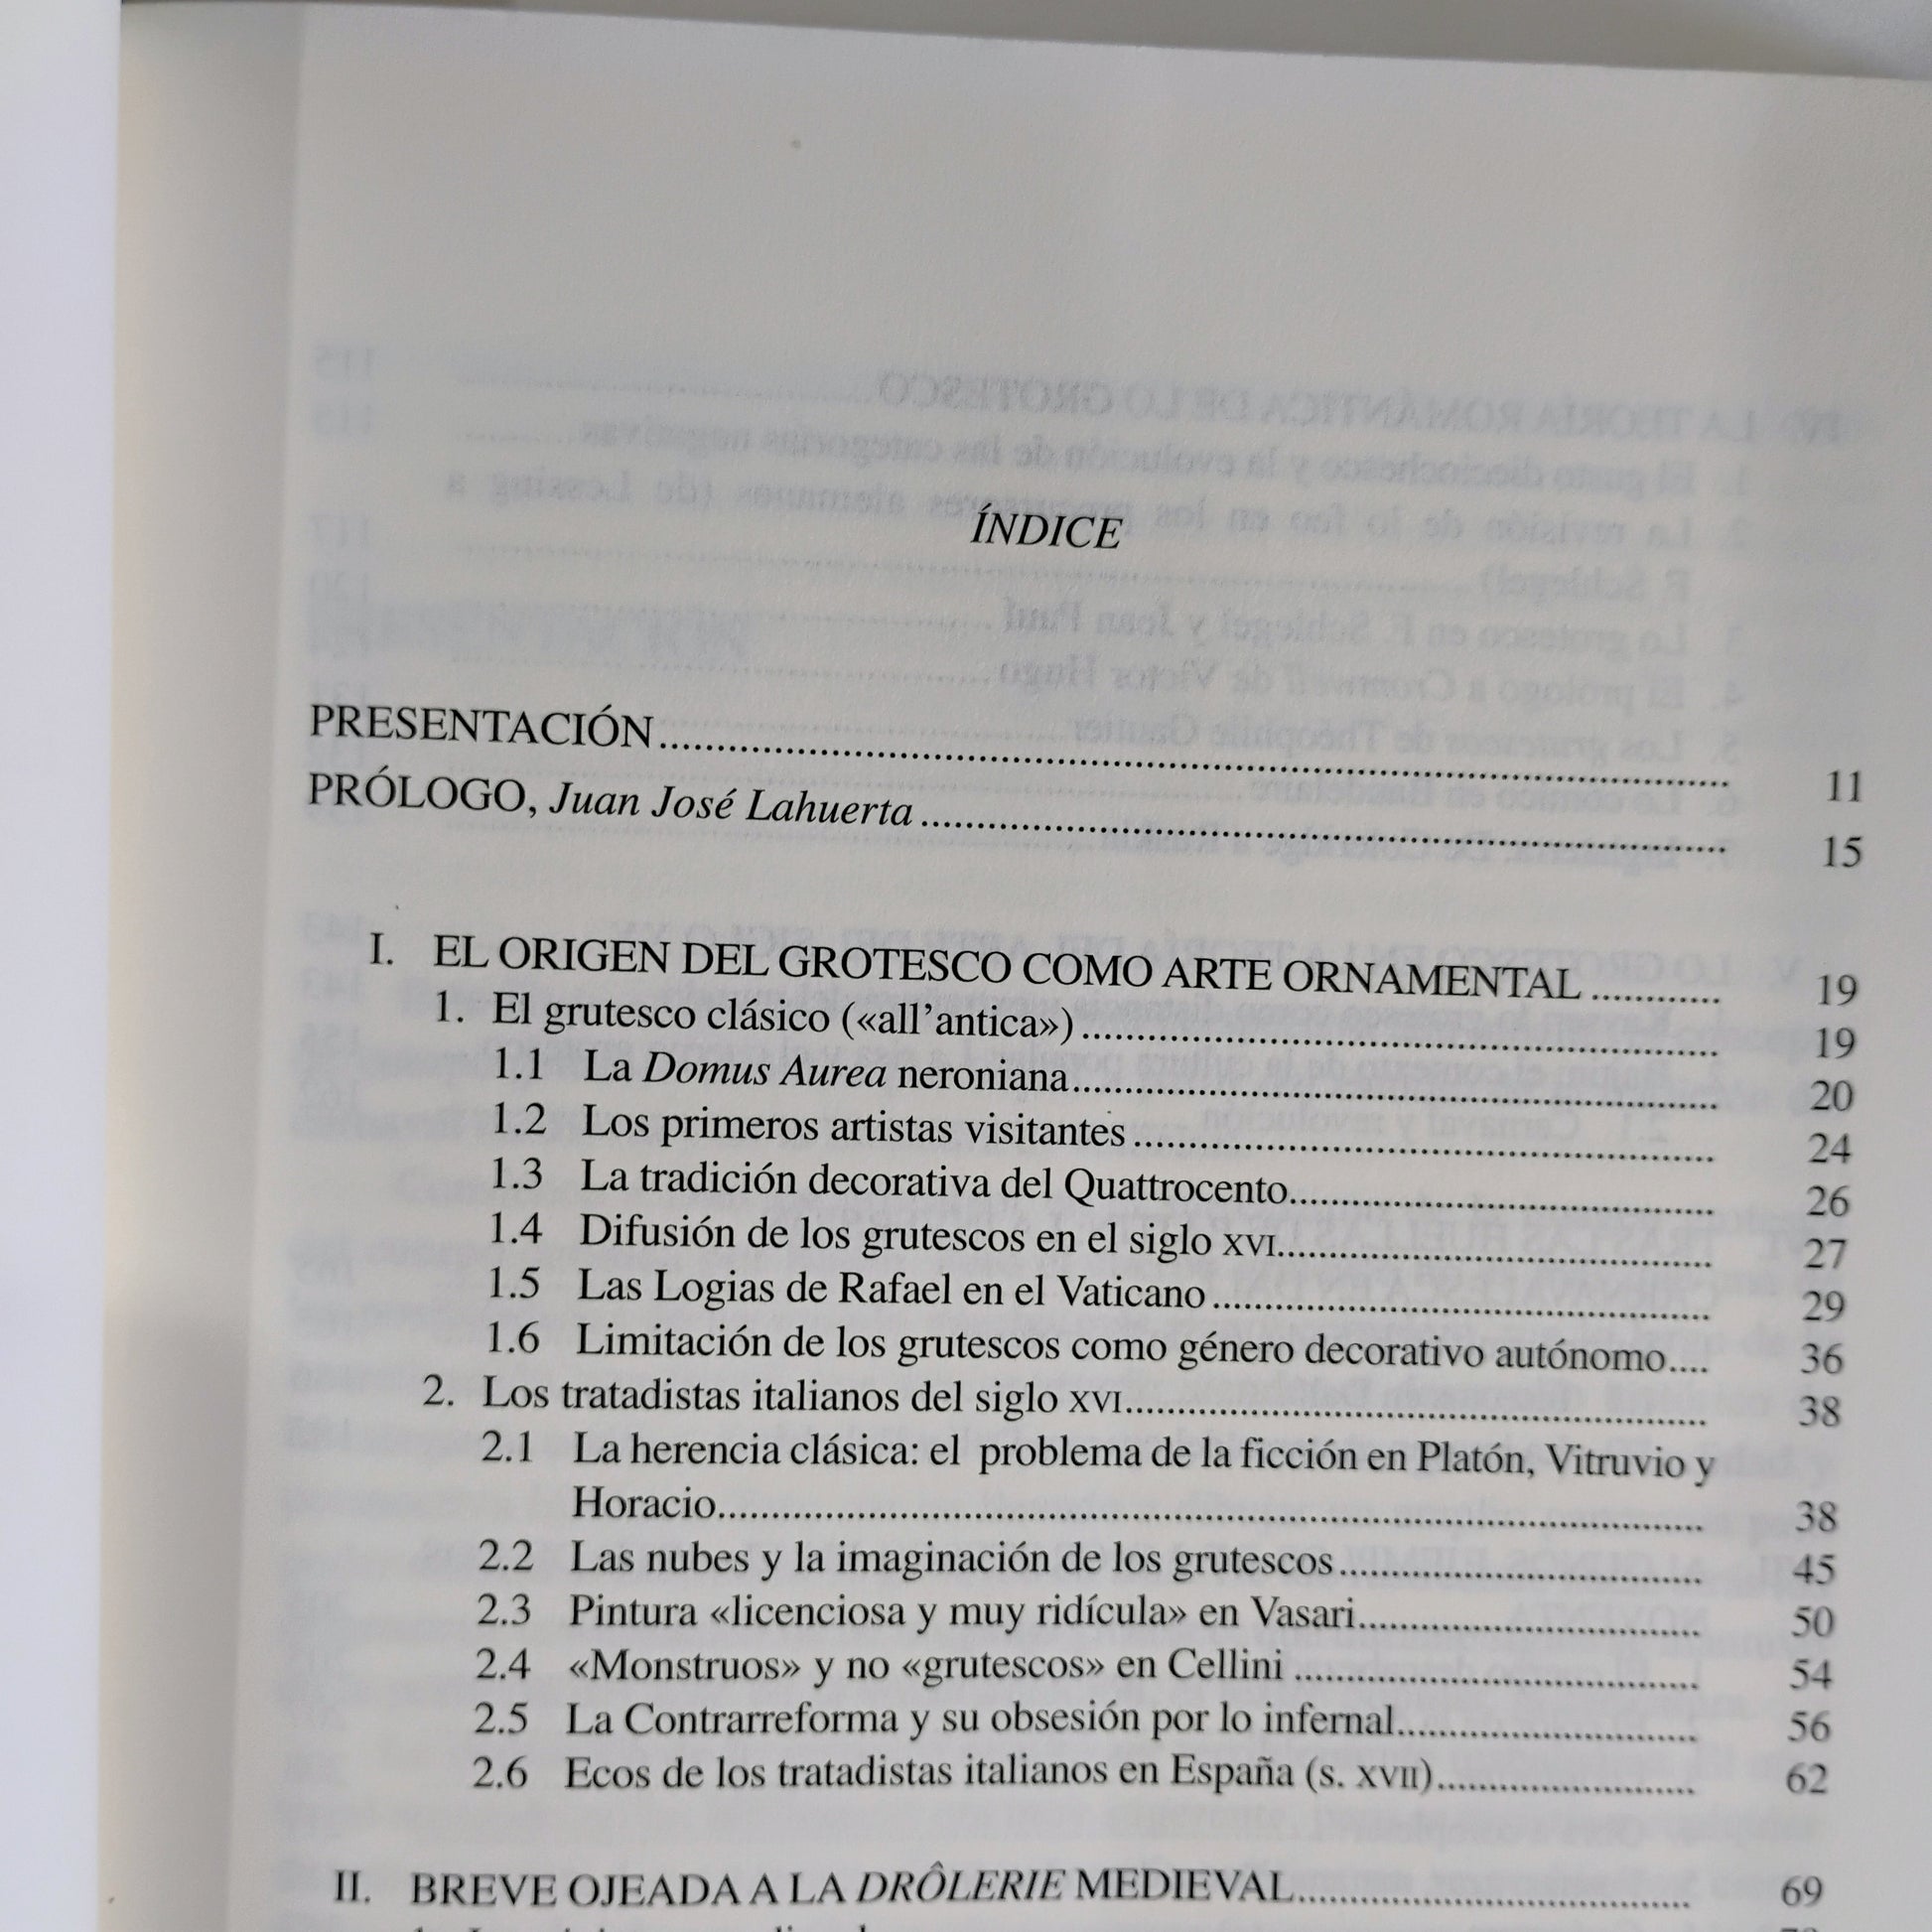 ÍNDICE
PRESENTACIÓN........ 11
PRÓLOGO, Juan José Lahuerta ........ 15
I. EL ORIGEN DEL GROTESCO COMO ARTE ORNAMENTAL ........ 19
1. El grutesco clásico («all’antica») ........ 19
1.1 La Domus Aurea neroniana........ 20
1.2 Los primeros artistas visitantes ........ 24
1.3 La tradición decorativa del Quattrocento........ 26
1.4 Difusión de los grutescos en el siglo XVI........ 27
1.5 Las Logias de Rafael en el Vaticano ........ 29
1.6 Limitación de los grutescos como género decorativo autónomo.... 36
2. Los tratadistas italianos del siglo XVI........ 38
2.1 La herencia clásica: el problema de la ficción en Platón, Vitruvio y
Horacio........ 38
2.2 Las nubes y la imaginación de los grutescos........ 45
2.3 Pintura «licenciosa y muy ridícula» en Vasari........ 50
2.4 «Monstruos» y no «grutescos» en Cellini ........ 54
2.5 La Contrarreforma y su obsesión por lo infernal........ 56
2.6 Ecos de los tratadistas italianos en España (s. XVII)........ 62
II. BREVE OJEADA A LA DRÔLERIE MEDIEVAL........ 69